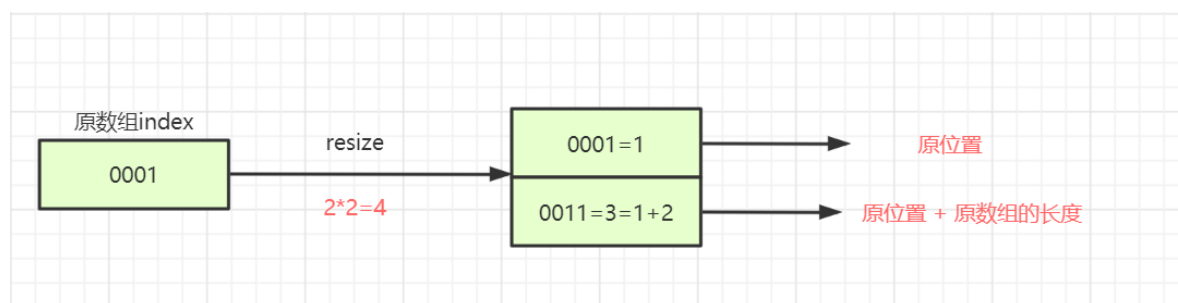 原数组index
0001
resize
2*2=4
0001=1
原位置
0011=3=1+2
原位置 + 原数组的长度